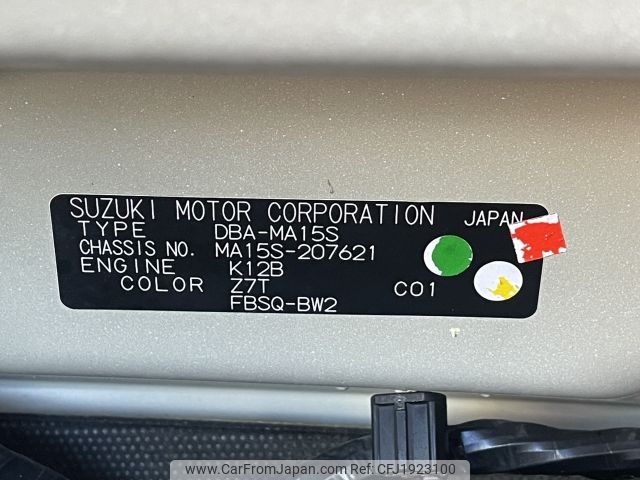 SUZUKI MOTOR CORPORATION JAPAN
TYPE DBA-MA15S
CHASSIS NO. MA15S-207621
ENGINE K12B
COLOR Z7T C01
FBSQ-BW2
www.carfromJapan.com Ref: CFJ1923100